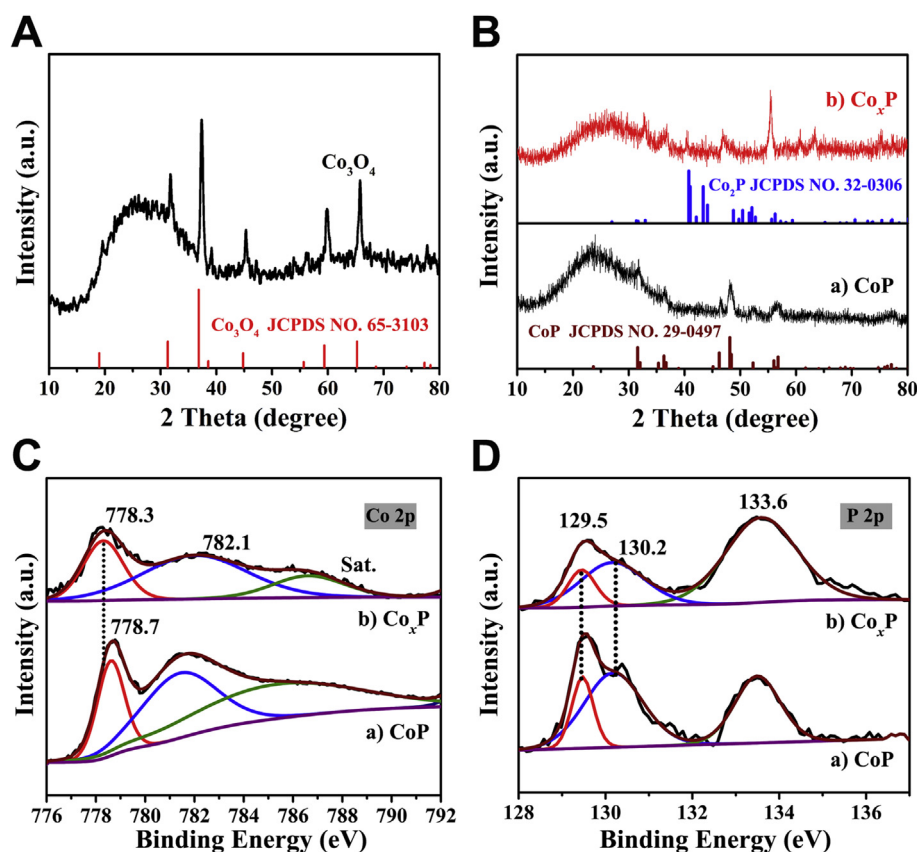 A
Intensity (a.u.)
Co₃O₄
Co₃O₄ JCPDS NO. 65-3103
10 20 30 40 50 60 70 80
2 Theta (degree)
B
Intensity (a.u.)
b) CoₓP
Co₂P JCPDS NO. 32-0306
a) CoP
CoP JCPDS NO. 29-0497
10 20 30 40 50 60 70 80
2 Theta (degree)
C
Intensity (a.u.)
778.3
Co 2p
782.1
Sat.
b) CoₓP
778.7
a) CoP
776 778 780 782 784 786 788 790 792
Binding Energy (eV)
D
Intensity (a.u.)
133.6
P 2p
129.5
130.2
b) CoₓP
a) CoP
128 130 132 134 136
Binding Energy (eV)